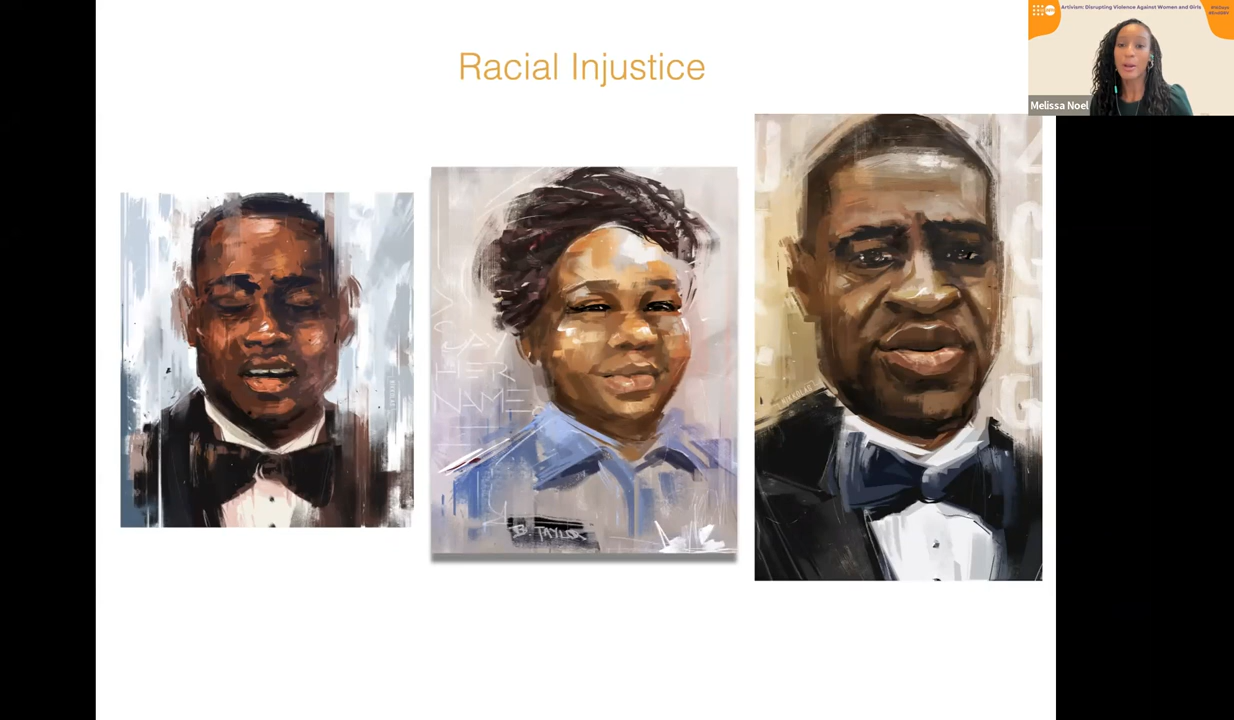 Racial Injustice
Artivism: Disrupting Violence Against Women and Girls
Melissa Noel
SAY
HER
NAME
B. TAYLOR